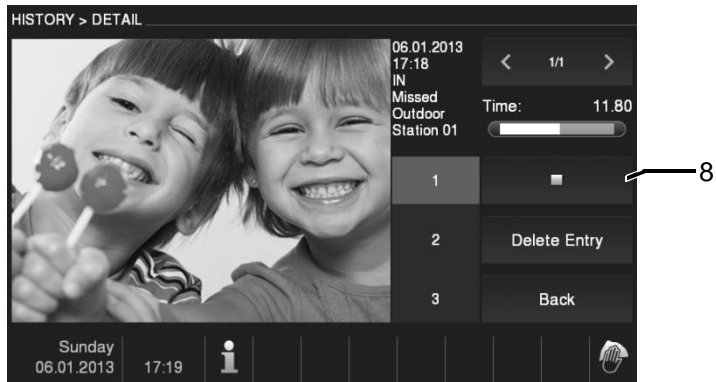 HISTORY > DETAIL
06.01.2013
17:18
IN
Missed
Outdoor
Station 01
1/1
Time: 11.80
8
1
2
Delete Entry
3
Back
Sunday
06.01.2013
17:19
i